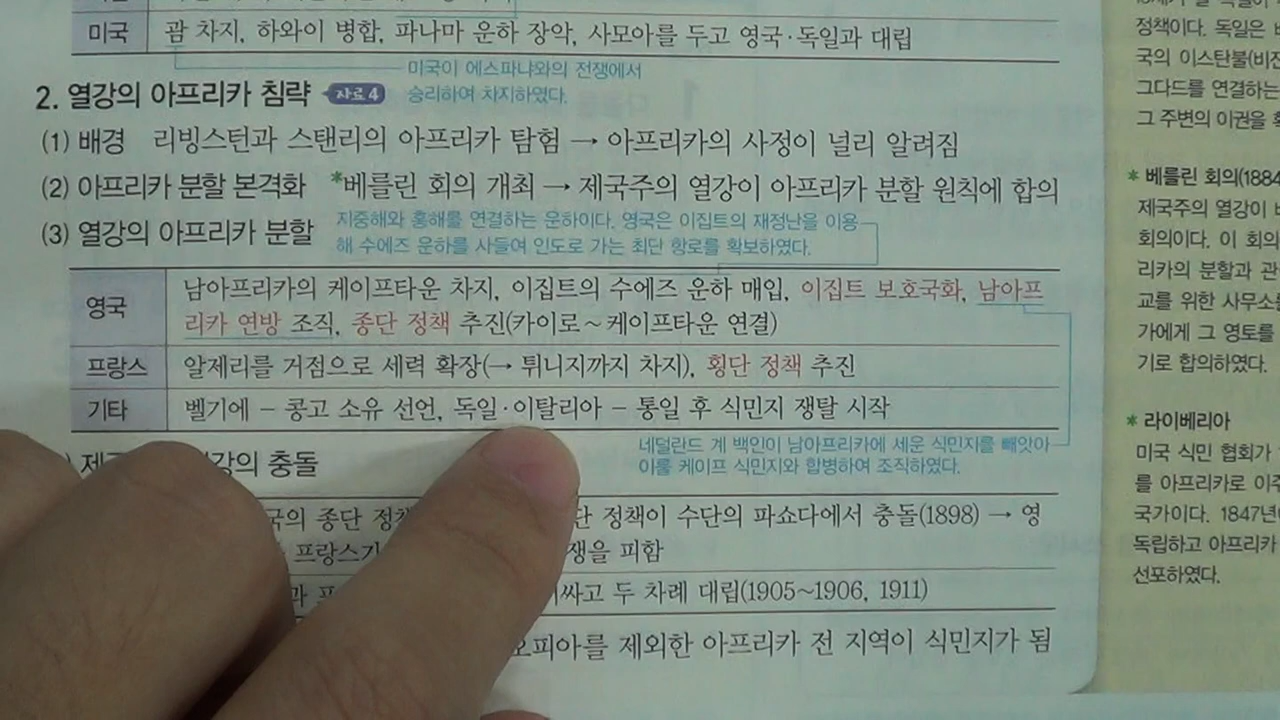 미국 괌 차지, 하와이 병합, 파나마 운하 장악, 사모아를 두고 영국·독일과 대립
미국이 에스파냐와의 전쟁에서
승리하여 차지하였다.
2. 열강의 아프리카 침략 자료 4
(1) 배경 리빙스턴과 스탠리의 아프리카 탐험 → 아프리카의 사정이 널리 알려짐
(2) 아프리카 분할 본격화 *베를린 회의 개최 → 제국주의 열강이 아프리카 분할 원칙에 합의
(3) 열강의 아프리카 분할
지중해와 홍해를 연결하는 운하이다. 영국은 이집트의 재정난을 이용
해 수에즈 운하를 사들여 인도로 가는 최단 항로를 확보하였다.
영국 남아프리카의 케이프타운 차지, 이집트의 수에즈 운하 매입, 이집트 보호국화, 남아프
리카 연방 조직, 종단 정책 추진(카이로~케이프타운 연결)
프랑스 알제리를 거점으로 세력 확장(→ 튀니지까지 차지), 횡단 정책 추진
기타 벨기에 – 콩고 소유 선언, 독일·이탈리아 – 통일 후 식민지 쟁탈 시작
네덜란드 계 백인이 남아프리카에 세운 식민지를 빼앗아
이를 케이프 식민지와 합병하여 조직하였다.
충돌
종단 정책이 수단의 파쇼다에서 충돌(1898) → 영
피함
두 차례 대립(1905~1906, 1911)
제외한 아프리카 전 지역이 식민지가 됨
정책이다. 독일은
국의 이스탄불(비잔
그다드를 연결하는
그 주변의 이권을
* 베를린 회의(1884
제국주의 열강이
회의이다. 이 회의
리카의 분할과 관
교를 위한 사무소
가에게 그 영토를
기로 합의하였다.
* 라이베리아
미국 식민 협회가
를 아프리카로 이주
국가이다. 1847년
독립하고 아프리카
선포하였다.